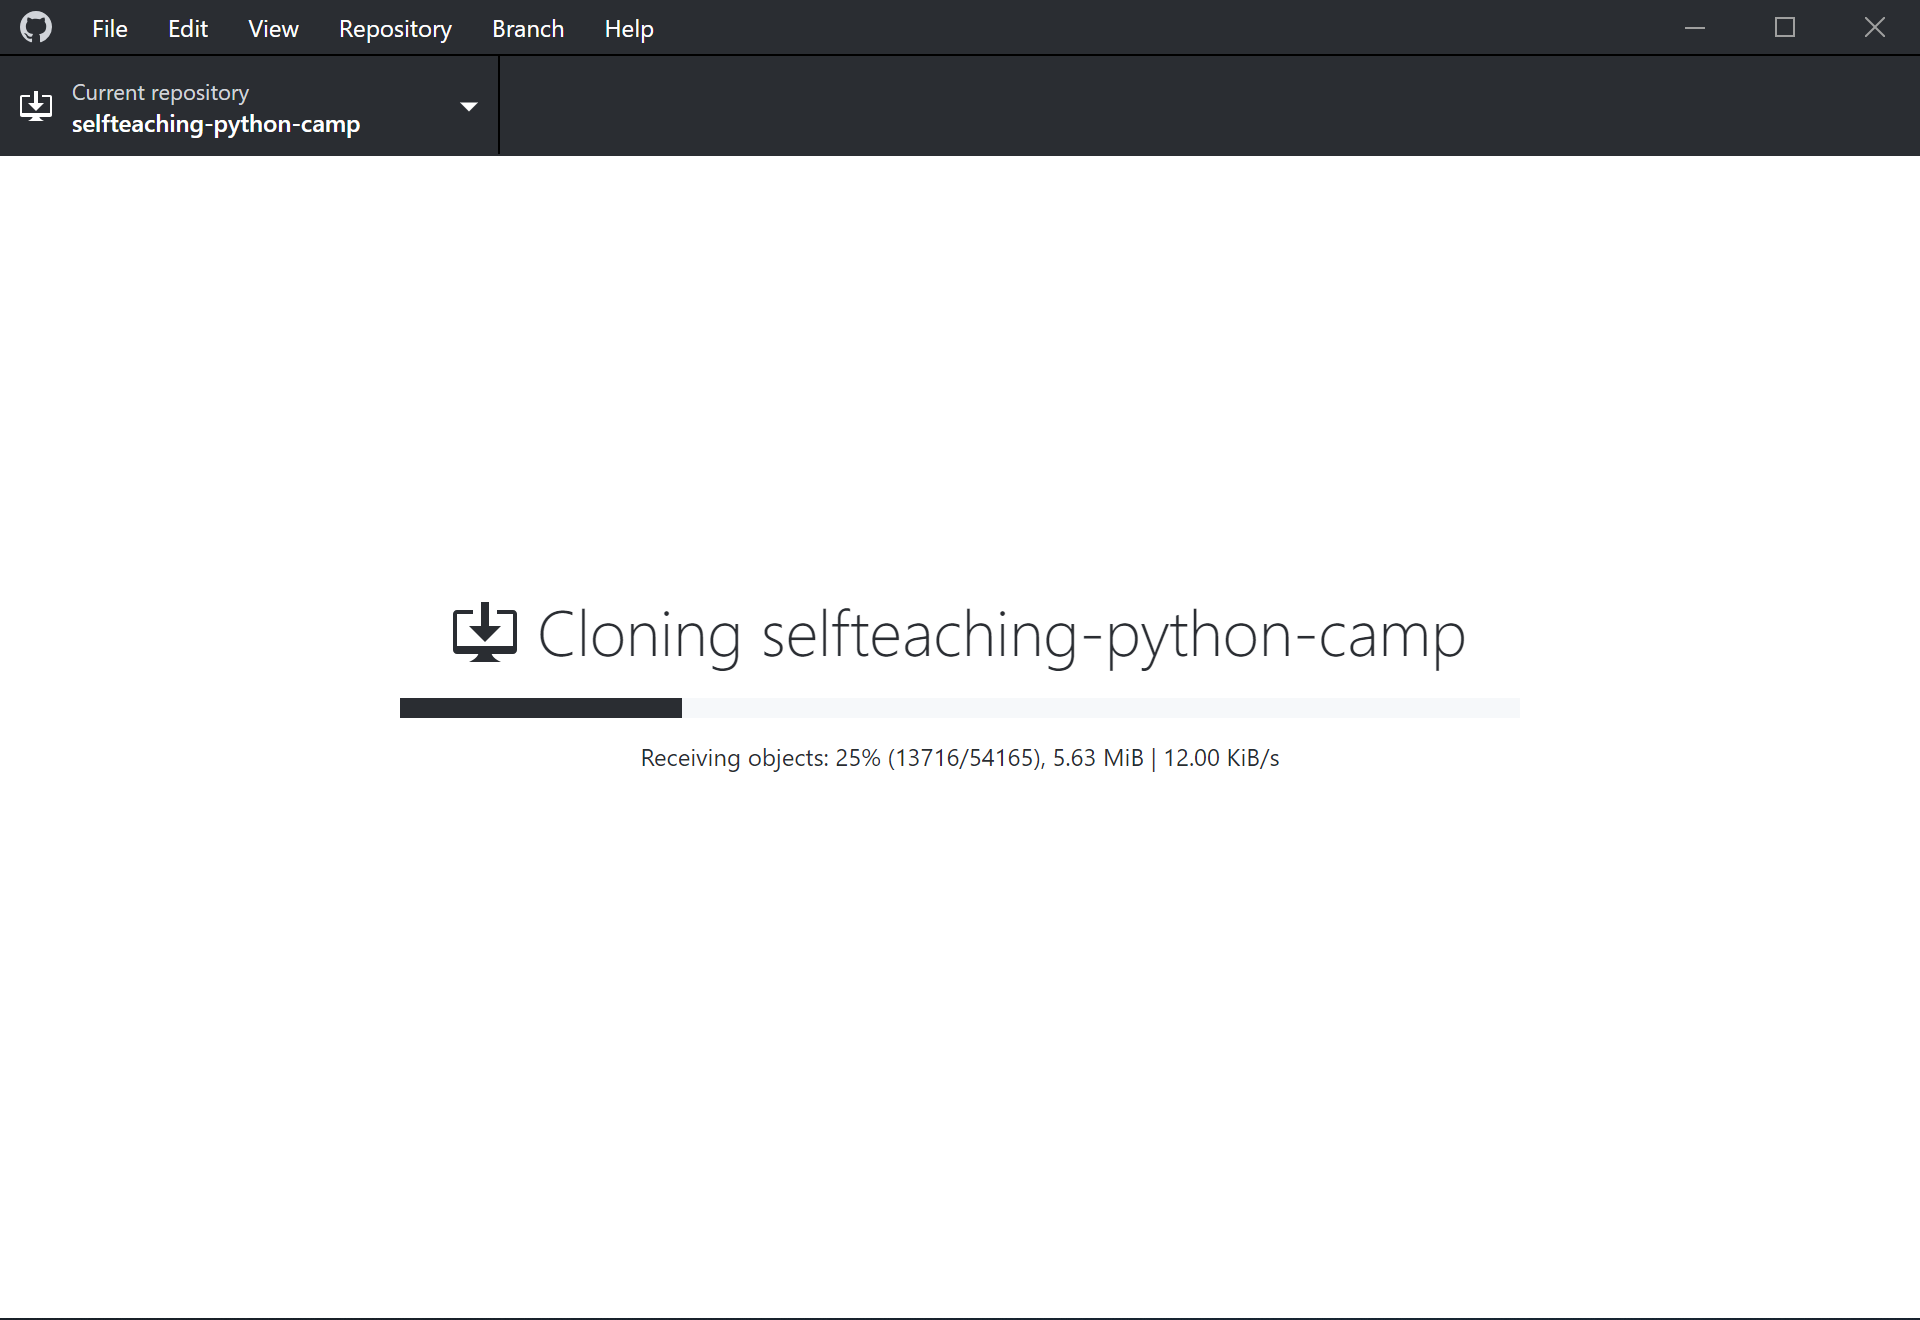 File Edit View Repository Branch Help
Current repository
selfteaching-python-camp
Cloning selfteaching-python-camp
Receiving objects: 25% (13716/54165), 5.63 MiB | 12.00 KiB/s